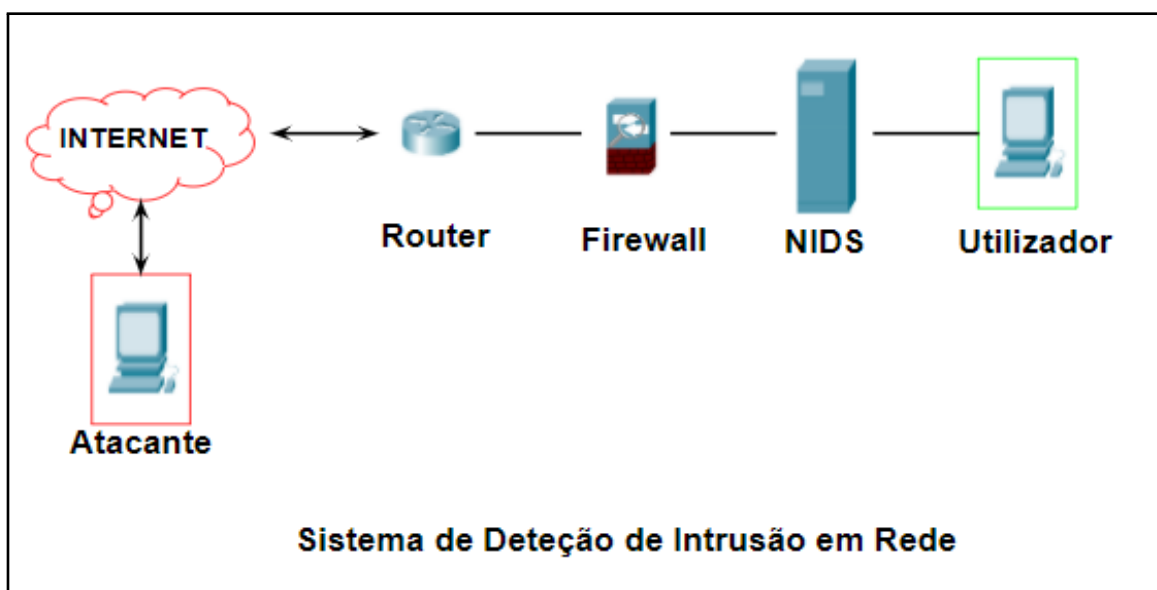 INTERNET
Router
Firewall
NIDS
Utilizador
Atacante
Sistema de Deteção de Intrusão em Rede